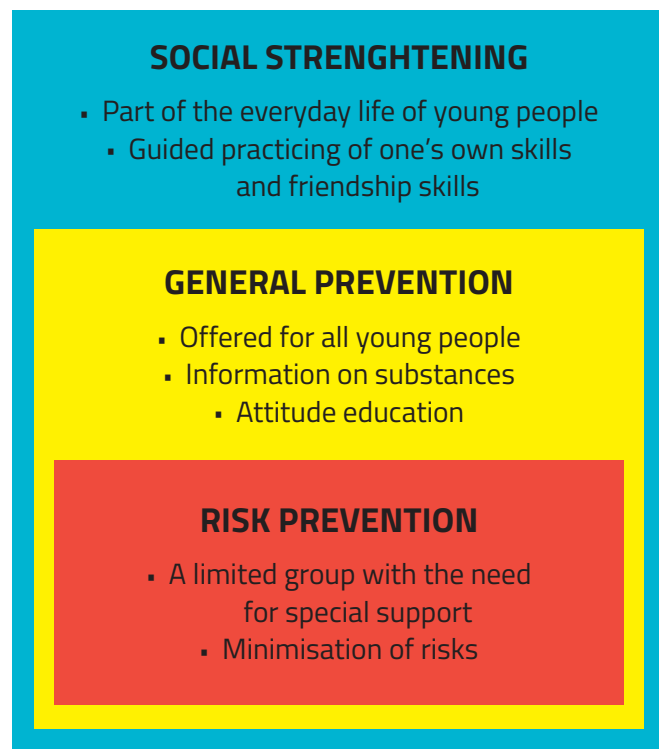 SOCIAL STRENGHTENING
▪ Part of the everyday life of young people
▪ Guided practicing of one’s own skills
and friendship skills
GENERAL PREVENTION
▪ Offered for all young people
▪ Information on substances
▪ Attitude education
RISK PREVENTION
▪ A limited group with the need
for special support
▪ Minimisation of risks